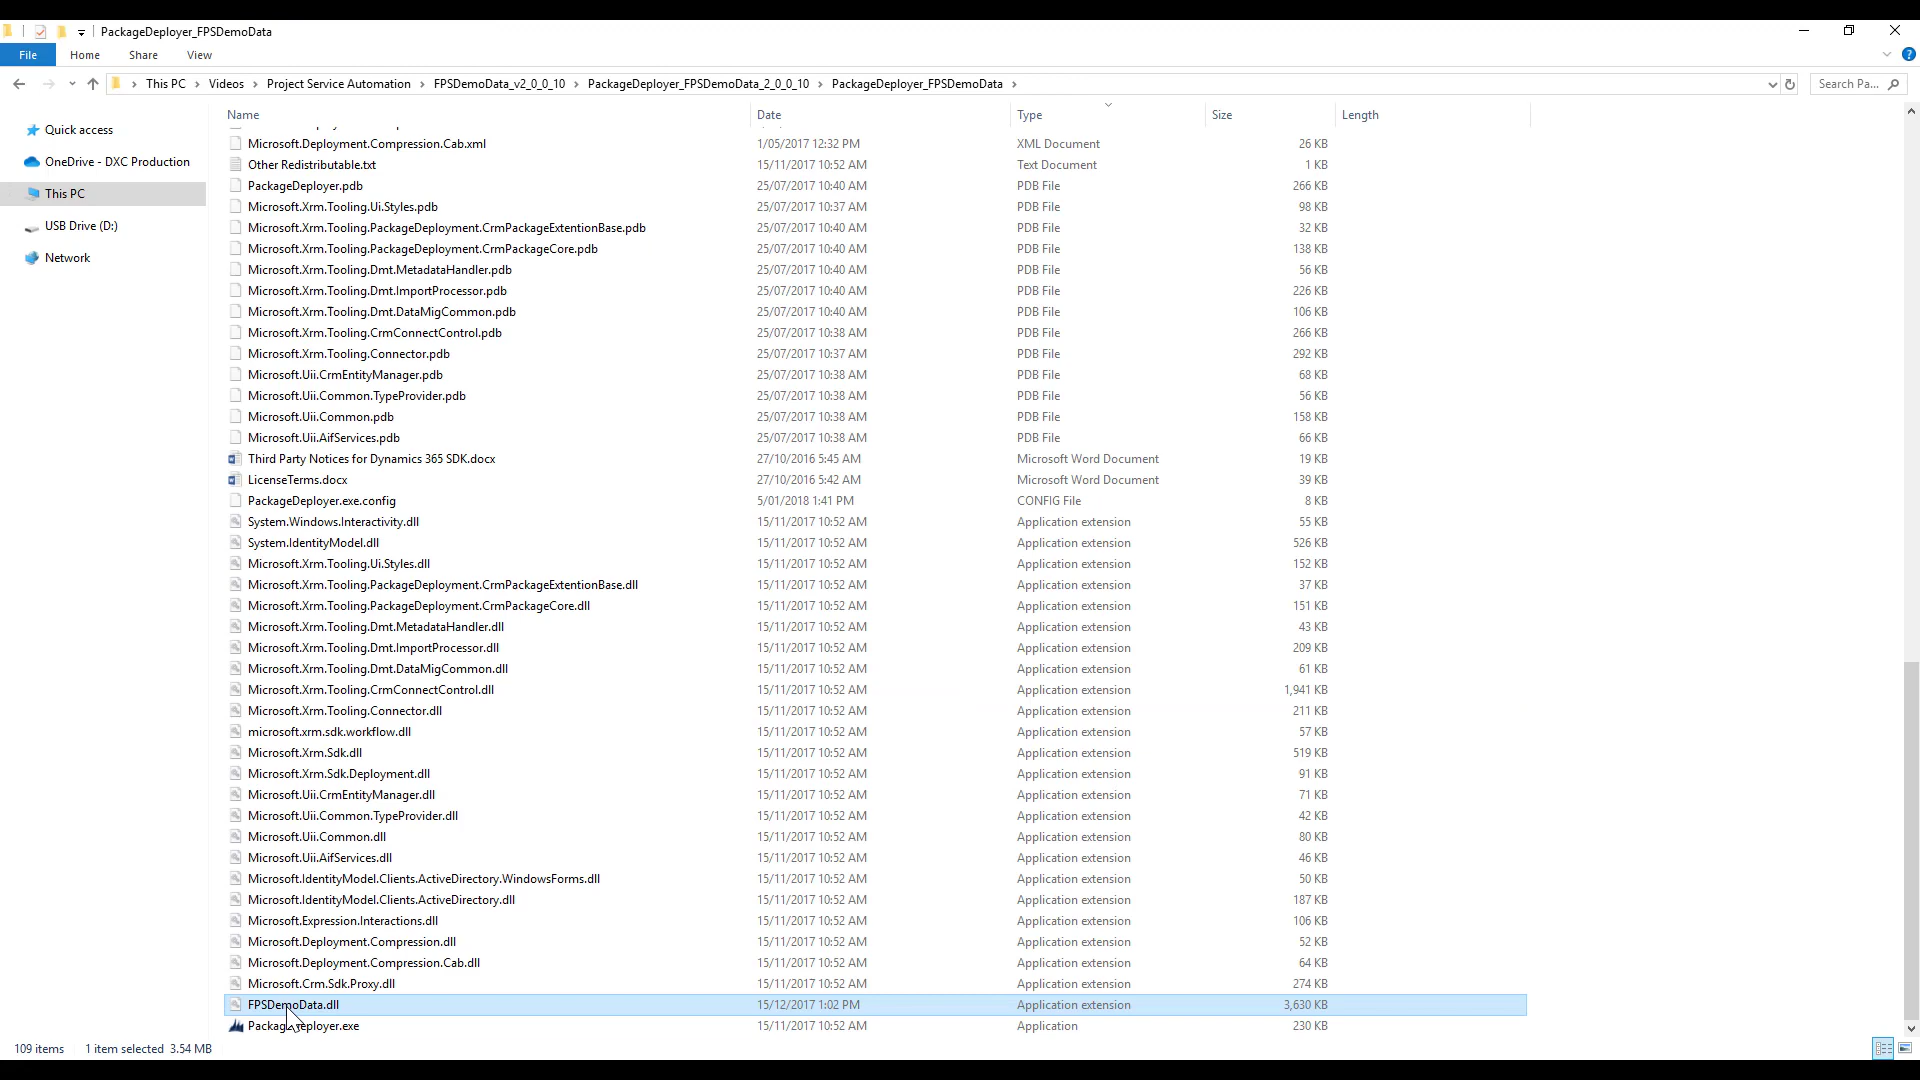 PackageDeployer_FPSDemoData
File Home Share View
This PC Videos Project Service Automation FPSDemoData_v2_0_0_10 PackageDeployer_FPSDemoData_2_0_0_10 PackageDeployer_FPSDemoData Search Pa...
Name Date Type Size Length
Quick access
OneDrive - DXC Production
This PC
USB Drive (D:)
Network
Microsoft.Deployment.Compression.Cab.xml 1/05/2017 12:32 PM XML Document 26 KB
Other Redistributable.txt 15/11/2017 10:52 AM Text Document 1 KB
PackageDeployer.pdb 25/07/2017 10:40 AM PDB File 266 KB
Microsoft.Xrm.Tooling.Ui.Styles.pdb 25/07/2017 10:37 AM PDB File 98 KB
Microsoft.Xrm.Tooling.PackageDeployment.CrmPackageExtentionBase.pdb 25/07/2017 10:40 AM PDB File 32 KB
Microsoft.Xrm.Tooling.PackageDeployment.CrmPackageCore.pdb 25/07/2017 10:40 AM PDB File 138 KB
Microsoft.Xrm.Tooling.Dmt.MetadataHandler.pdb 25/07/2017 10:40 AM PDB File 56 KB
Microsoft.Xrm.Tooling.Dmt.ImportProcessor.pdb 25/07/2017 10:40 AM PDB File 226 KB
Microsoft.Xrm.Tooling.Dmt.DataMigCommon.pdb 25/07/2017 10:40 AM PDB File 106 KB
Microsoft.Xrm.Tooling.CrmConnectControl.pdb 25/07/2017 10:38 AM PDB File 266 KB
Microsoft.Xrm.Tooling.Connector.pdb 25/07/2017 10:37 AM PDB File 292 KB
Microsoft.Uii.CrmEntityManager.pdb 25/07/2017 10:38 AM PDB File 68 KB
Microsoft.Uii.Common.TypeProvider.pdb 25/07/2017 10:38 AM PDB File 56 KB
Microsoft.Uii.Common.pdb 25/07/2017 10:38 AM PDB File 158 KB
Microsoft.Uii.AifServices.pdb 25/07/2017 10:38 AM PDB File 66 KB
Third Party Notices for Dynamics 365 SDK.docx 27/10/2016 5:45 AM Microsoft Word Document 19 KB
LicenseTerms.docx 27/10/2016 5:42 AM Microsoft Word Document 39 KB
PackageDeployer.exe.config 5/01/2018 1:41 PM CONFIG File 8 KB
System.Windows.Interactivity.dll 15/11/2017 10:52 AM Application extension 55 KB
System.IdentityModel.dll 15/11/2017 10:52 AM Application extension 526 KB
Microsoft.Xrm.Tooling.Ui.Styles.dll 15/11/2017 10:52 AM Application extension 152 KB
Microsoft.Xrm.Tooling.PackageDeployment.CrmPackageExtentionBase.dll 15/11/2017 10:52 AM Application extension 37 KB
Microsoft.Xrm.Tooling.PackageDeployment.CrmPackageCore.dll 15/11/2017 10:52 AM Application extension 151 KB
Microsoft.Xrm.Tooling.Dmt.MetadataHandler.dll 15/11/2017 10:52 AM Application extension 43 KB
Microsoft.Xrm.Tooling.Dmt.ImportProcessor.dll 15/11/2017 10:52 AM Application extension 209 KB
Microsoft.Xrm.Tooling.Dmt.DataMigCommon.dll 15/11/2017 10:52 AM Application extension 61 KB
Microsoft.Xrm.Tooling.CrmConnectControl.dll 15/11/2017 10:52 AM Application extension 1,941 KB
Microsoft.Xrm.Tooling.Connector.dll 15/11/2017 10:52 AM Application extension 211 KB
microsoft.xrm.sdk.workflow.dll 15/11/2017 10:52 AM Application extension 57 KB
Microsoft.Xrm.Sdk.dll 15/11/2017 10:52 AM Application extension 519 KB
Microsoft.Xrm.Sdk.Deployment.dll 15/11/2017 10:52 AM Application extension 91 KB
Microsoft.Uii.CrmEntityManager.dll 15/11/2017 10:52 AM Application extension 71 KB
Microsoft.Uii.Common.TypeProvider.dll 15/11/2017 10:52 AM Application extension 42 KB
Microsoft.Uii.Common.dll 15/11/2017 10:52 AM Application extension 80 KB
Microsoft.Uii.AifServices.dll 15/11/2017 10:52 AM Application extension 46 KB
Microsoft.IdentityModel.Clients.ActiveDirectory.WindowsForms.dll 15/11/2017 10:52 AM Application extension 50 KB
Microsoft.IdentityModel.Clients.ActiveDirectory.dll 15/11/2017 10:52 AM Application extension 187 KB
Microsoft.Expression.Interactions.dll 15/11/2017 10:52 AM Application extension 106 KB
Microsoft.Deployment.Compression.dll 15/11/2017 10:52 AM Application extension 52 KB
Microsoft.Deployment.Compression.Cab.dll 15/11/2017 10:52 AM Application extension 64 KB
Microsoft.Crm.Sdk.Proxy.dll 15/11/2017 10:52 AM Application extension 274 KB
FPSDemoData.dll 15/12/2017 1:02 PM Application extension 3,630 KB
PackageDeployer.exe 15/11/2017 10:52 AM Application 230 KB
109 items 1 item selected 3.54 MB